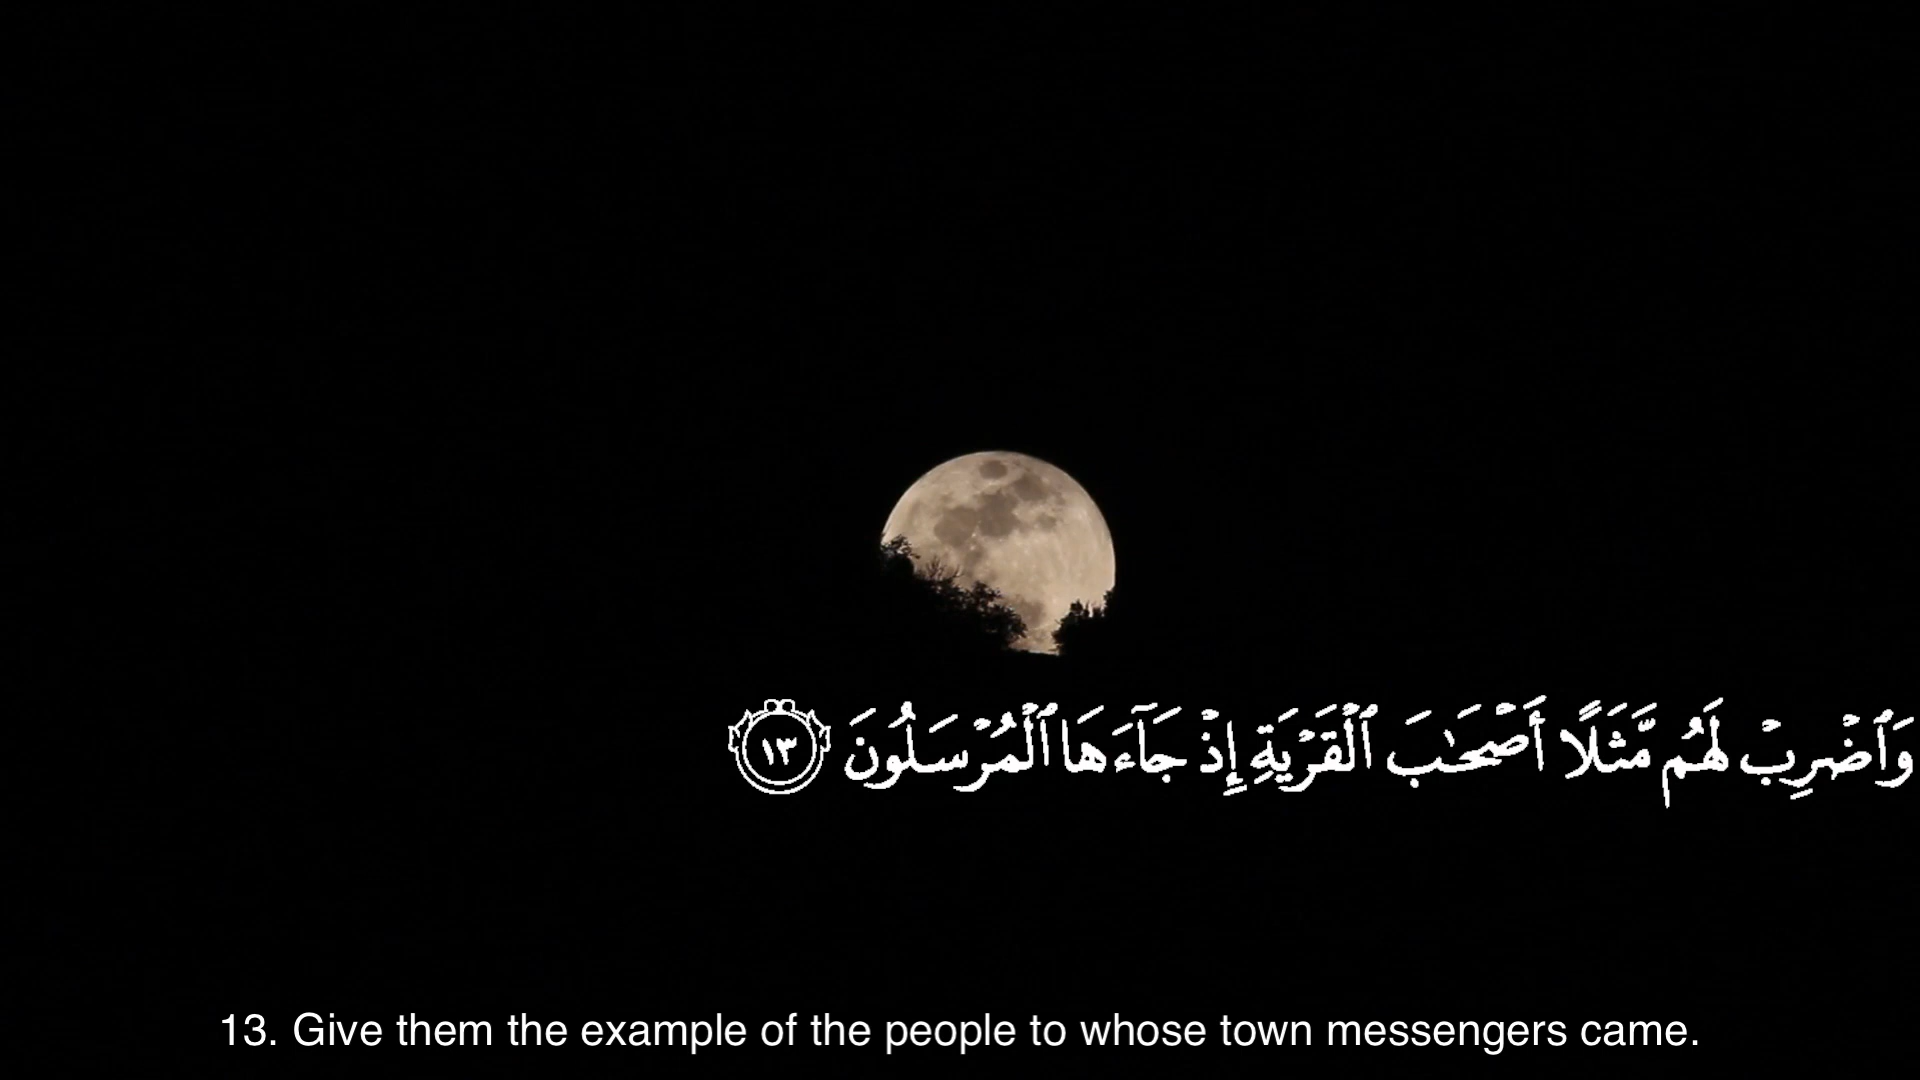 وَٱضْرِبْ لَهُم مَّثَلًا أَصْحَـٰبَ ٱلْقَرْيَةِ إِذْ جَآءَهَا ٱلْمُرْسَلُونَ ١٣
13. Give them the example of the people to whose town messengers came.